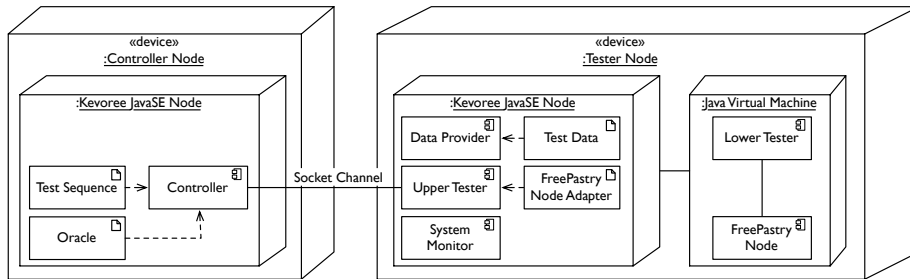 «device»
:Controller Node
:Kevoree JavaSE Node
Test Sequence
Controller
Oracle
Socket Channel
«device»
:Tester Node
:Kevoree JavaSE Node
Data Provider
Test Data
Upper Tester
FreePastry
Node Adapter
System
Monitor
:Java Virtual Machine
Lower Tester
FreePastry
Node